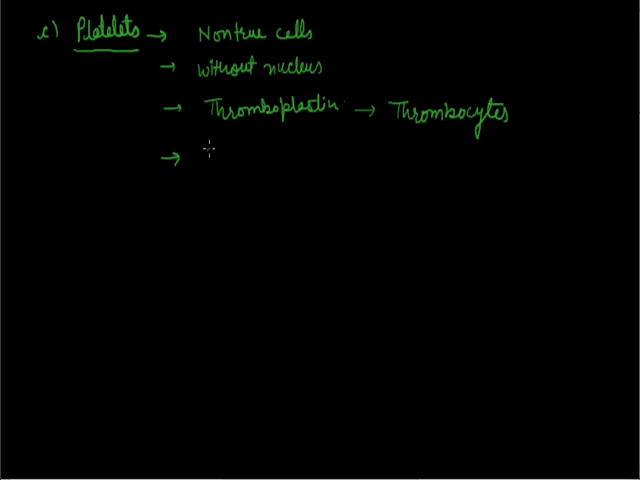 c) Platelets → Nontrue cells
→ without nucleus
→ Thromboplastin → Thrombocytes
→